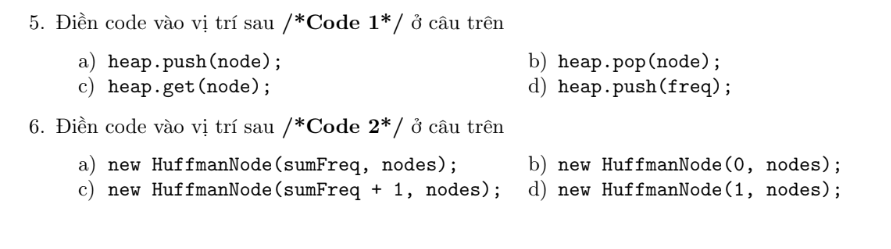 5. Điền code vào vị trí sau /*Code 1*/ ở câu trên
a) heap.push(node); b) heap.pop(node);
c) heap.get(node); d) heap.push(freq);
6. Điền code vào vị trí sau /*Code 2*/ ở câu trên
a) new HuffmanNode(sumFreq, nodes); b) new HuffmanNode(0, nodes);
c) new HuffmanNode(sumFreq + 1, nodes); d) new HuffmanNode(1, nodes);